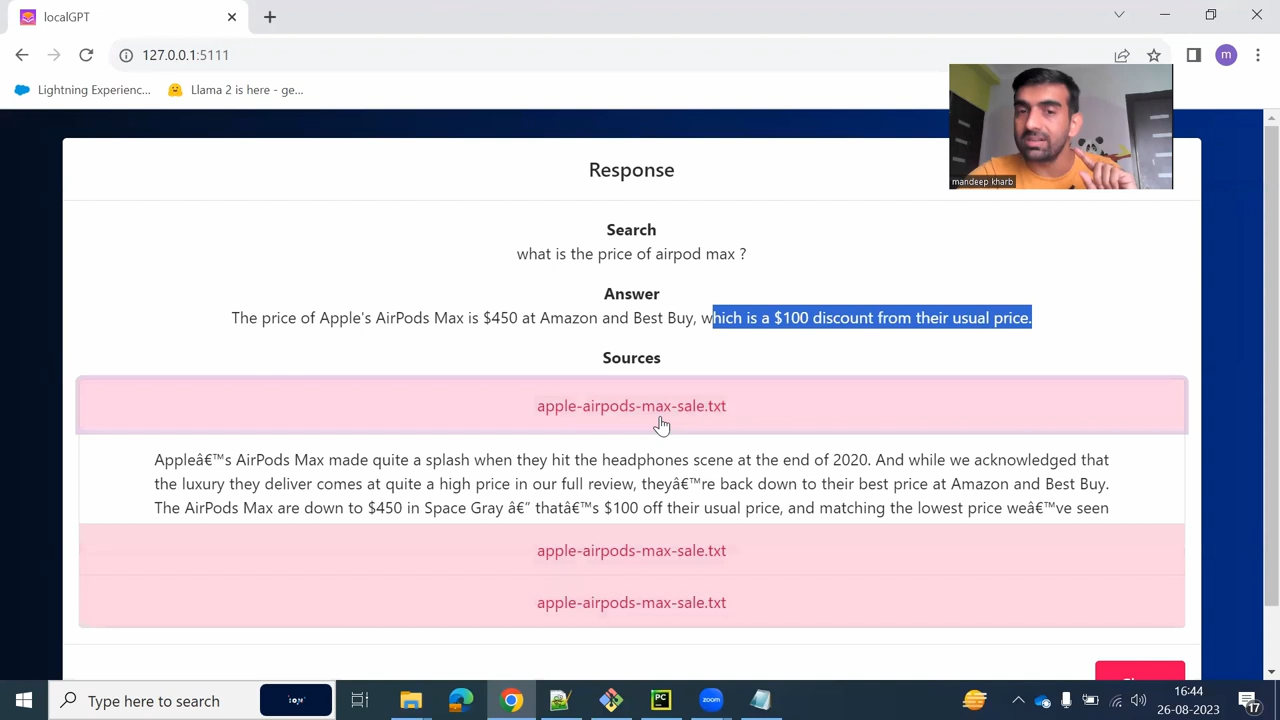 localGPT
127.0.0.1:5111
m
Lightning Experienc...
Llama 2 is here - ge...
mandeep kharb
Response
Search
what is the price of airpod max ?
Answer
The price of Apple's AirPods Max is $450 at Amazon and Best Buy, which is a $100 discount from their usual price.
Sources
apple-airpods-max-sale.txt
Appleâ€™s AirPods Max made quite a splash when they hit the headphones scene at the end of 2020. And while we acknowledged that
the luxury they deliver comes at quite a high price in our full review, theyâ€™re back down to their best price at Amazon and Best Buy.
The AirPods Max are down to $450 in Space Gray â€“ thatâ€™s $100 off their usual price, and matching the lowest price weâ€™ve seen
apple-airpods-max-sale.txt
apple-airpods-max-sale.txt
Type here to search
PC
zoom
16:44
26-08-2023
17